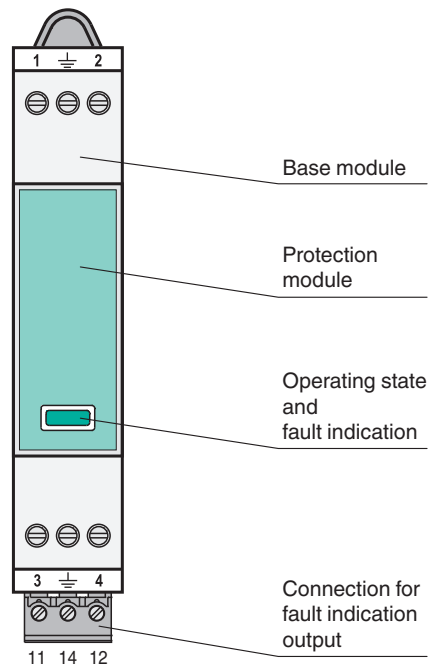 1 ⏚ 2
Base module
Protection
module
Operating state
and
fault indication
3 ⏚ 4
Connection for
fault indication
output
11 14 12